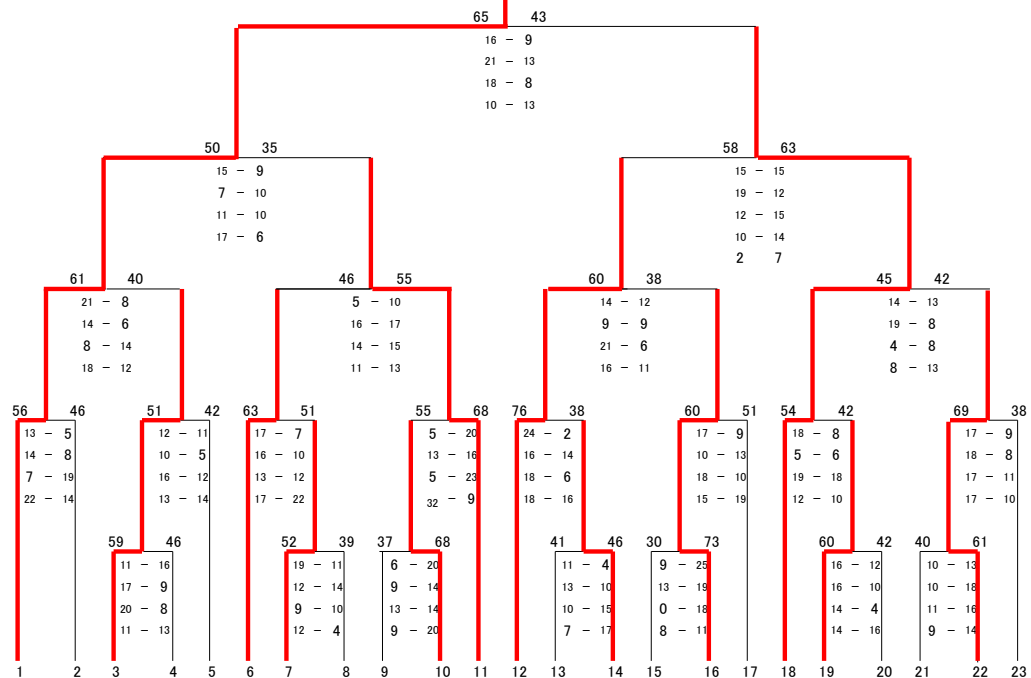 65 43
16 － 9
21 － 13
18 － 8
10 － 13
50 35 58 63
15 － 9 15 － 15
7 － 10 19 － 12
11 － 10 12 － 15
17 － 6 10 － 14
2 7
61 40 46 55 60 38 45 42
21 － 8 5 － 10 14 － 12 14 － 13
14 － 6 16 － 17 9 － 9 19 － 8
8 － 14 14 － 15 21 － 6 4 － 8
18 － 12 11 － 13 16 － 11 8 － 13
56 46 51 42 63 51 55 68 76 38 60 51 54 42 69 38
13 － 5 12 － 11 17 － 7 5 － 20 24 － 2 17 － 9 18 － 8 17 － 9
14 － 8 10 － 5 16 － 10 13 － 16 16 － 14 10 － 13 5 － 6 18 － 8
7 － 19 16 － 12 13 － 12 5 － 23 18 － 6 18 － 10 19 － 18 17 － 11
22 － 14 13 － 14 17 － 22 32 － 9 18 － 16 15 － 19 12 － 10 17 － 10
59 46 52 39 37 68 41 46 30 73 60 42 40 61
11 － 16 19 － 11 6 － 20 11 － 4 9 － 25 16 － 12 10 － 13
17 － 9 12 － 14 9 － 14 13 － 10 13 － 19 16 － 10 10 － 18
20 － 8 9 － 10 13 － 14 10 － 15 0 － 18 14 － 4 11 － 16
11 － 13 12 － 4 9 － 20 7 － 17 8 － 11 14 － 16 9 － 14
1 2 3 4 5 6 7 8 9 10 11 12 13 14 15 16 17 18 19 20 21 22 23